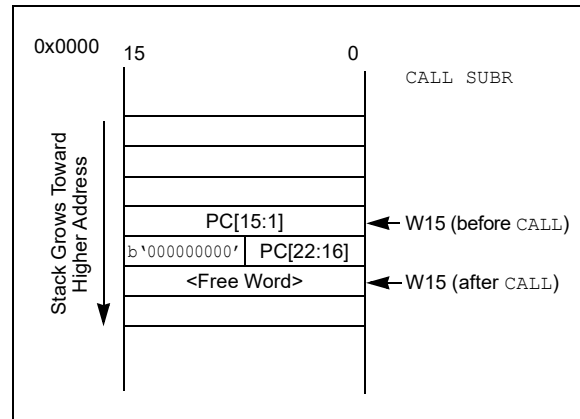 0x0000
15
0
CALL SUBR
Stack Grows Toward
Higher Address
PC[15:1]
W15 (before CALL)
b‘000000000’
PC[22:16]
<Free Word>
W15 (after CALL)